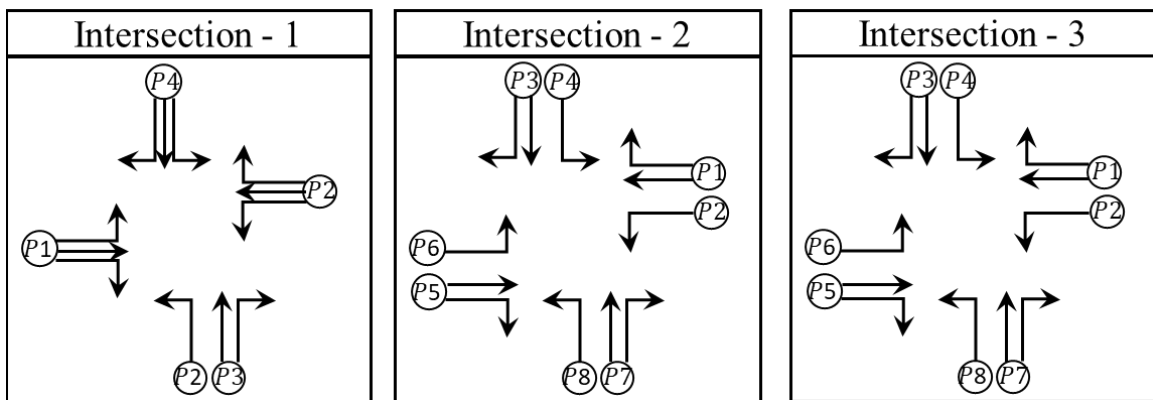 Intersection - 1
P4
P2
P1
P2 P3
Intersection - 2
P3 P4
P1
P2
P6
P5
P8 P7
Intersection - 3
P3 P4
P1
P2
P6
P5
P8 P7